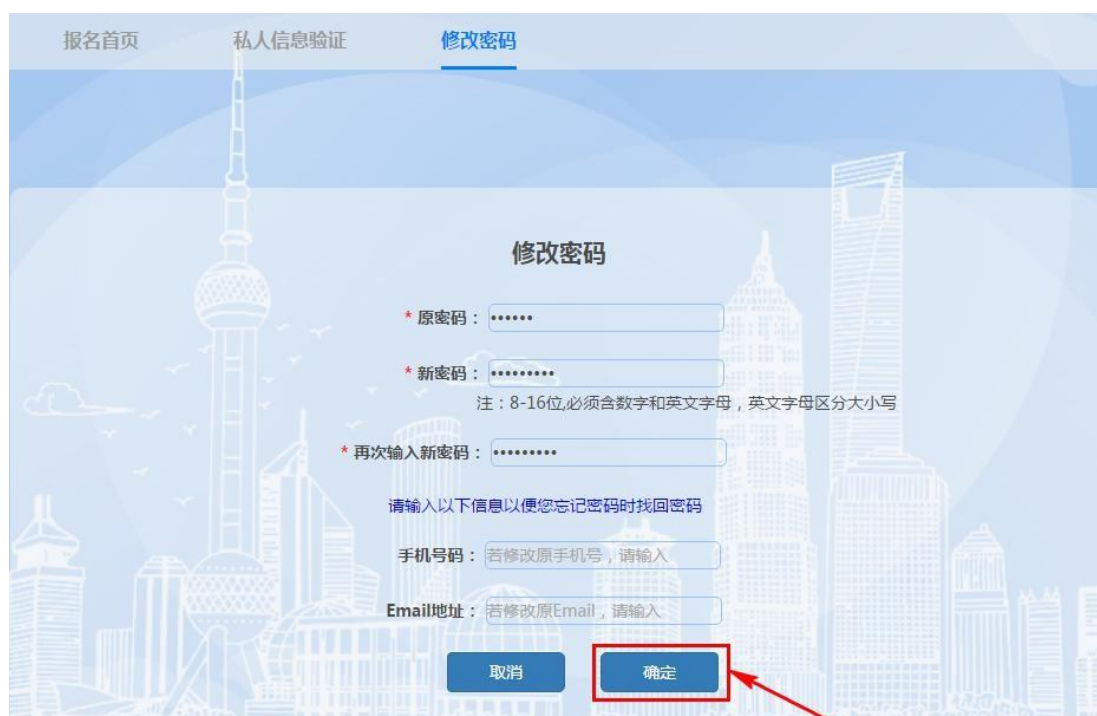 报名首页 私人信息验证 修改密码
修改密码
* 原密码： ••••••
* 新密码： •••••••••
注：8-16位,必须含数字和英文字母，英文字母区分大小写
* 再次输入新密码： •••••••••
请输入以下信息以便您忘记密码时找回密码
手机号码： 若修改原手机号，请输入
Email地址： 若修改原Email，请输入
取消 确定